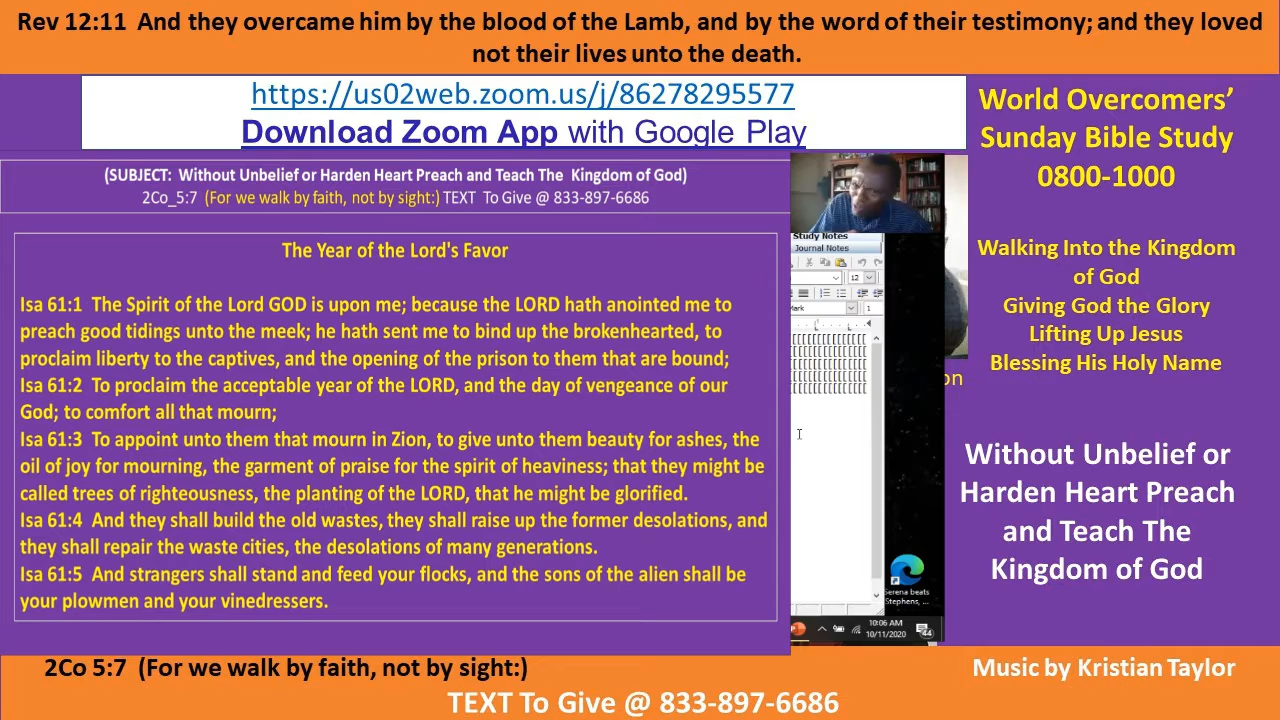 Rev 12:11  And they overcame him by the blood of the Lamb, and by the word of their testimony; and they loved
not their lives unto the death.
https://us02web.zoom.us/j/86278295577
Download Zoom App with Google Play
(SUBJECT:  Without Unbelief or Harden Heart Preach and Teach The  Kingdom of God)
2Co_5:7  (For we walk by faith, not by sight:) TEXT  To Give @ 833-897-6686
The Year of the Lord's Favor
Isa 61:1  The Spirit of the Lord GOD is upon me; because the LORD hath anointed me to
preach good tidings unto the meek; he hath sent me to bind up the brokenhearted, to
proclaim liberty to the captives, and the opening of the prison to them that are bound;
Isa 61:2  To proclaim the acceptable year of the LORD, and the day of vengeance of our
God; to comfort all that mourn;
Isa 61:3  To appoint unto them that mourn in Zion, to give unto them beauty for ashes, the
oil of joy for mourning, the garment of praise for the spirit of heaviness; that they might be
called trees of righteousness, the planting of the LORD, that he might be glorified.
Isa 61:4  And they shall build the old wastes, they shall raise up the former desolations, and
they shall repair the waste cities, the desolations of many generations.
Isa 61:5  And strangers shall stand and feed your flocks, and the sons of the alien shall be
your plowmen and your vinedressers.
Study Notes
Journal Notes
12
1
on
Serena beats
Stephens, ...
10:06 AM
10/11/2020
44
World Overcomers’
Sunday Bible Study
0800-1000
Walking Into the Kingdom
of God
Giving God the Glory
Lifting Up Jesus
Blessing His Holy Name
Without Unbelief or
Harden Heart Preach
and Teach The
Kingdom of God
2Co 5:7  (For we walk by faith, not by sight:)
Music by Kristian Taylor
TEXT To Give @ 833-897-6686